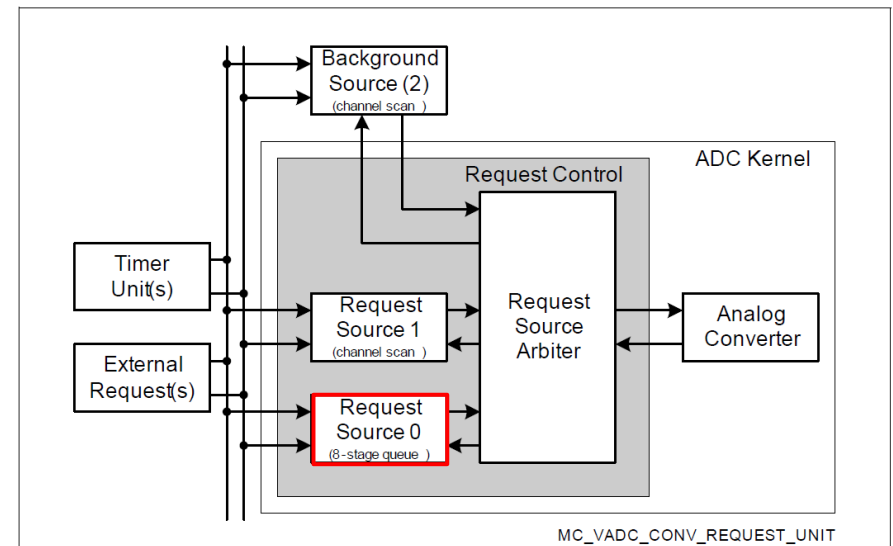 Background
Source (2)
(channel scan )
ADC Kernel
Request Control
Timer
Unit(s)
Request
Source 1
(channel scan )
Request
Source
Arbiter
Analog
Converter
External
Request(s)
Request
Source 0
(8-stage queue )
MC_VADC_CONV_REQUEST_UNIT